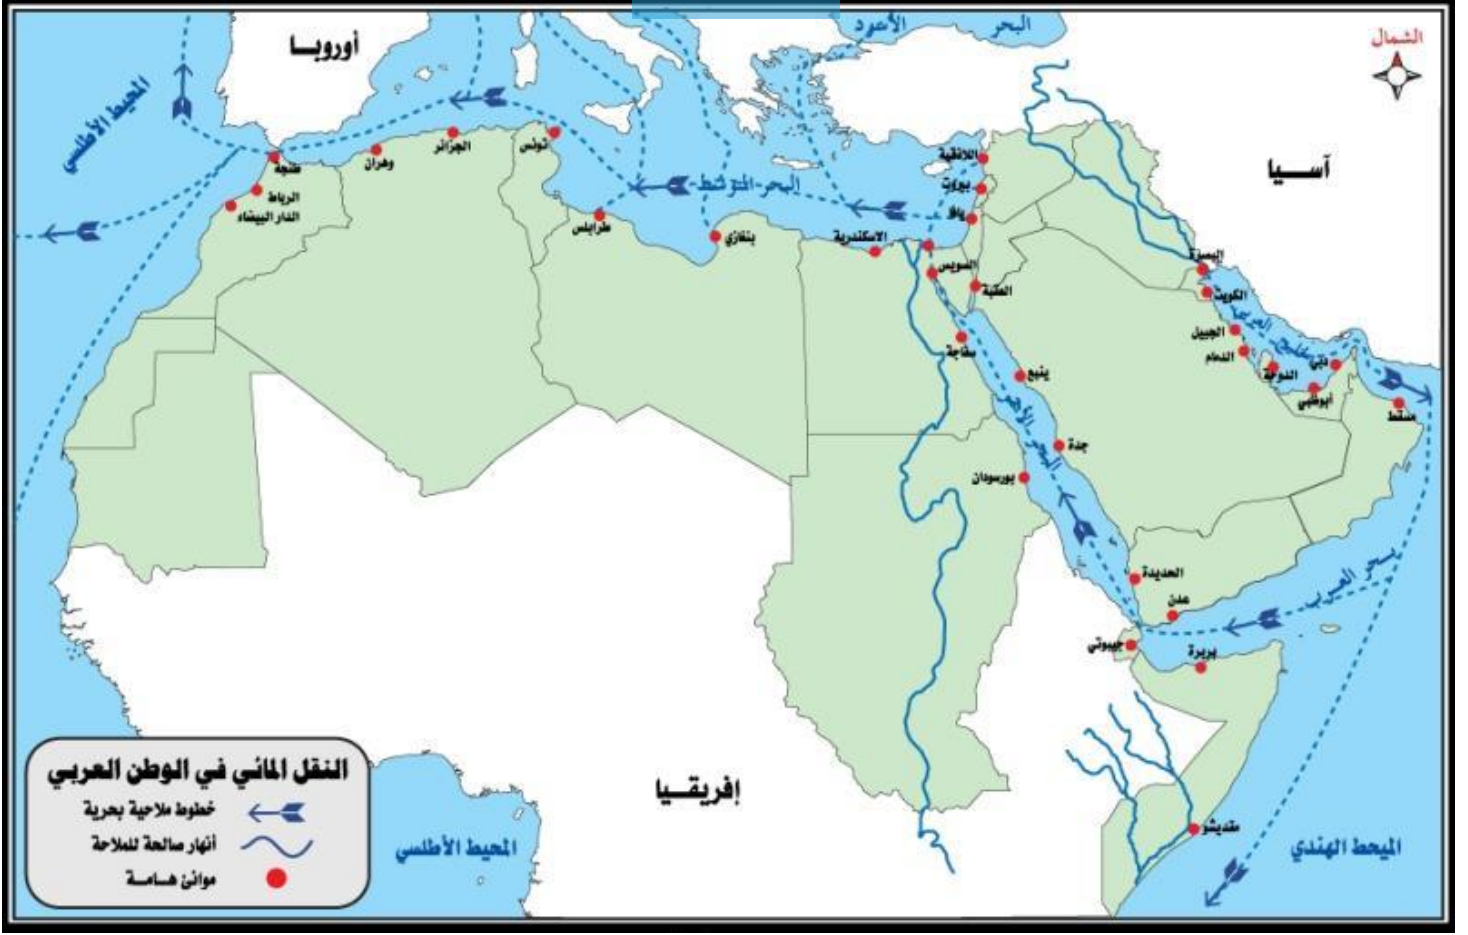 الشمال
البحر
الأسود
أوروبا
المحيط الأطلسي
آسيا
تونس
الجزائر
وهران
طنجة
الرباط
الدار البيضاء
اللاذقية
بيروت
يافا
البحر المتوسط
طرابلس
بنغازي
الاسكندرية
السويس
العقبة
البصرة
الكويت
الخليج العربي
الجبيل
الدمام
الدوحة
دبي
أبوظبي
مسقط
سفاجة
ينبع
البحر الأحمر
جدة
بورسودان
الحديدة
عدن
بحر العرب
جيبوتي
بربرة
النقل المائي في الوطن العربي
خطوط ملاحية بحرية
أنهار صالحة للملاحة
موانئ هامة
إفريقيا
المحيط الأطلسي
مقديشو
الميحط الهندي